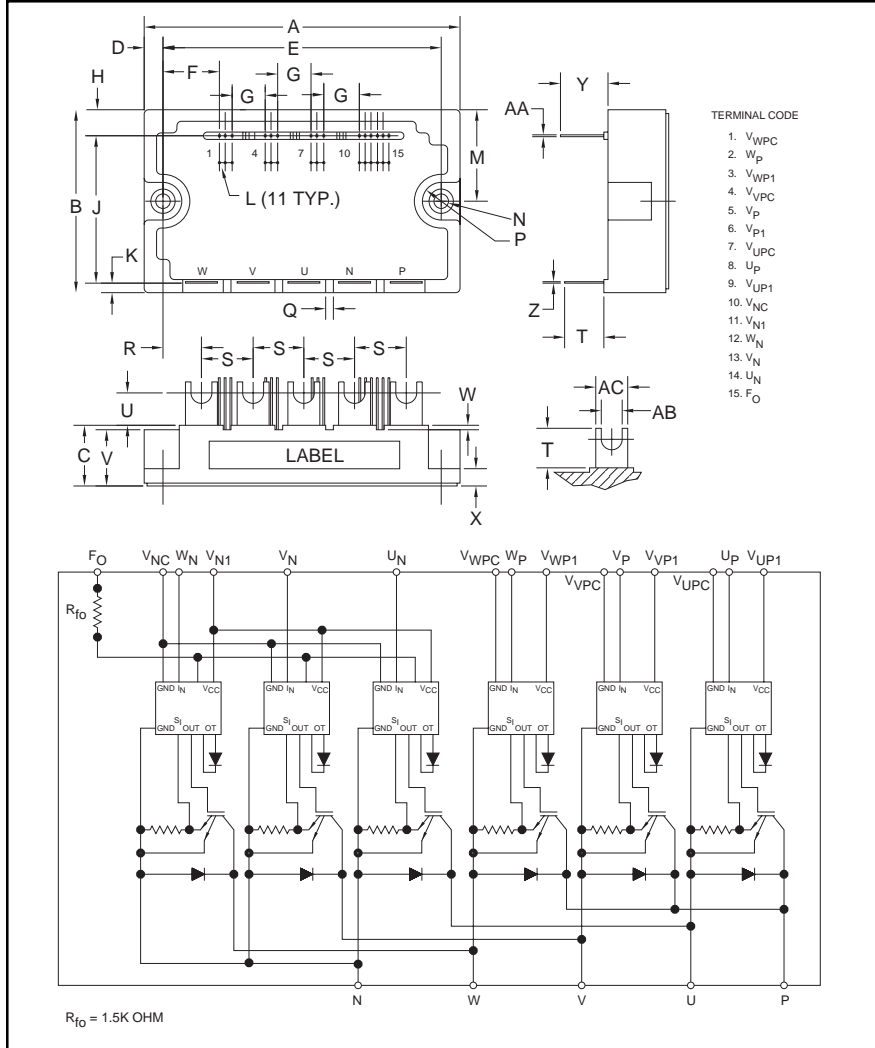 A
D
E
H
F
G
G
G
Y
AA
TERMINAL CODE
1. VWPC
2. WP
3. VWP1
4. VVPC
5. VP
6. VP1
7. VUPC
8. UP
9. VUP1
10. VNC
11. VN1
12. WN
13. VN
14. UN
15. FO
1 4 7 10 15
M
B
J
L (11 TYP.)
N
P
K
W V U N P
Q
Z
T
R
S S S S
AC
AB
W
U
T
C
V
LABEL
X
FO VNC WN VN1 VN UN VWPC WP VWP1 VVPC VP VVP1 VUPC UP VUP1
Rfo
GND IN VCC GND IN VCC GND IN VCC GND IN VCC GND IN VCC GND IN VCC
GND SI OUT OT GND SI OUT OT GND SI OUT OT GND SI OUT OT GND SI OUT OT GND SI OUT OT
N W V U P
Rfo = 1.5K OHM